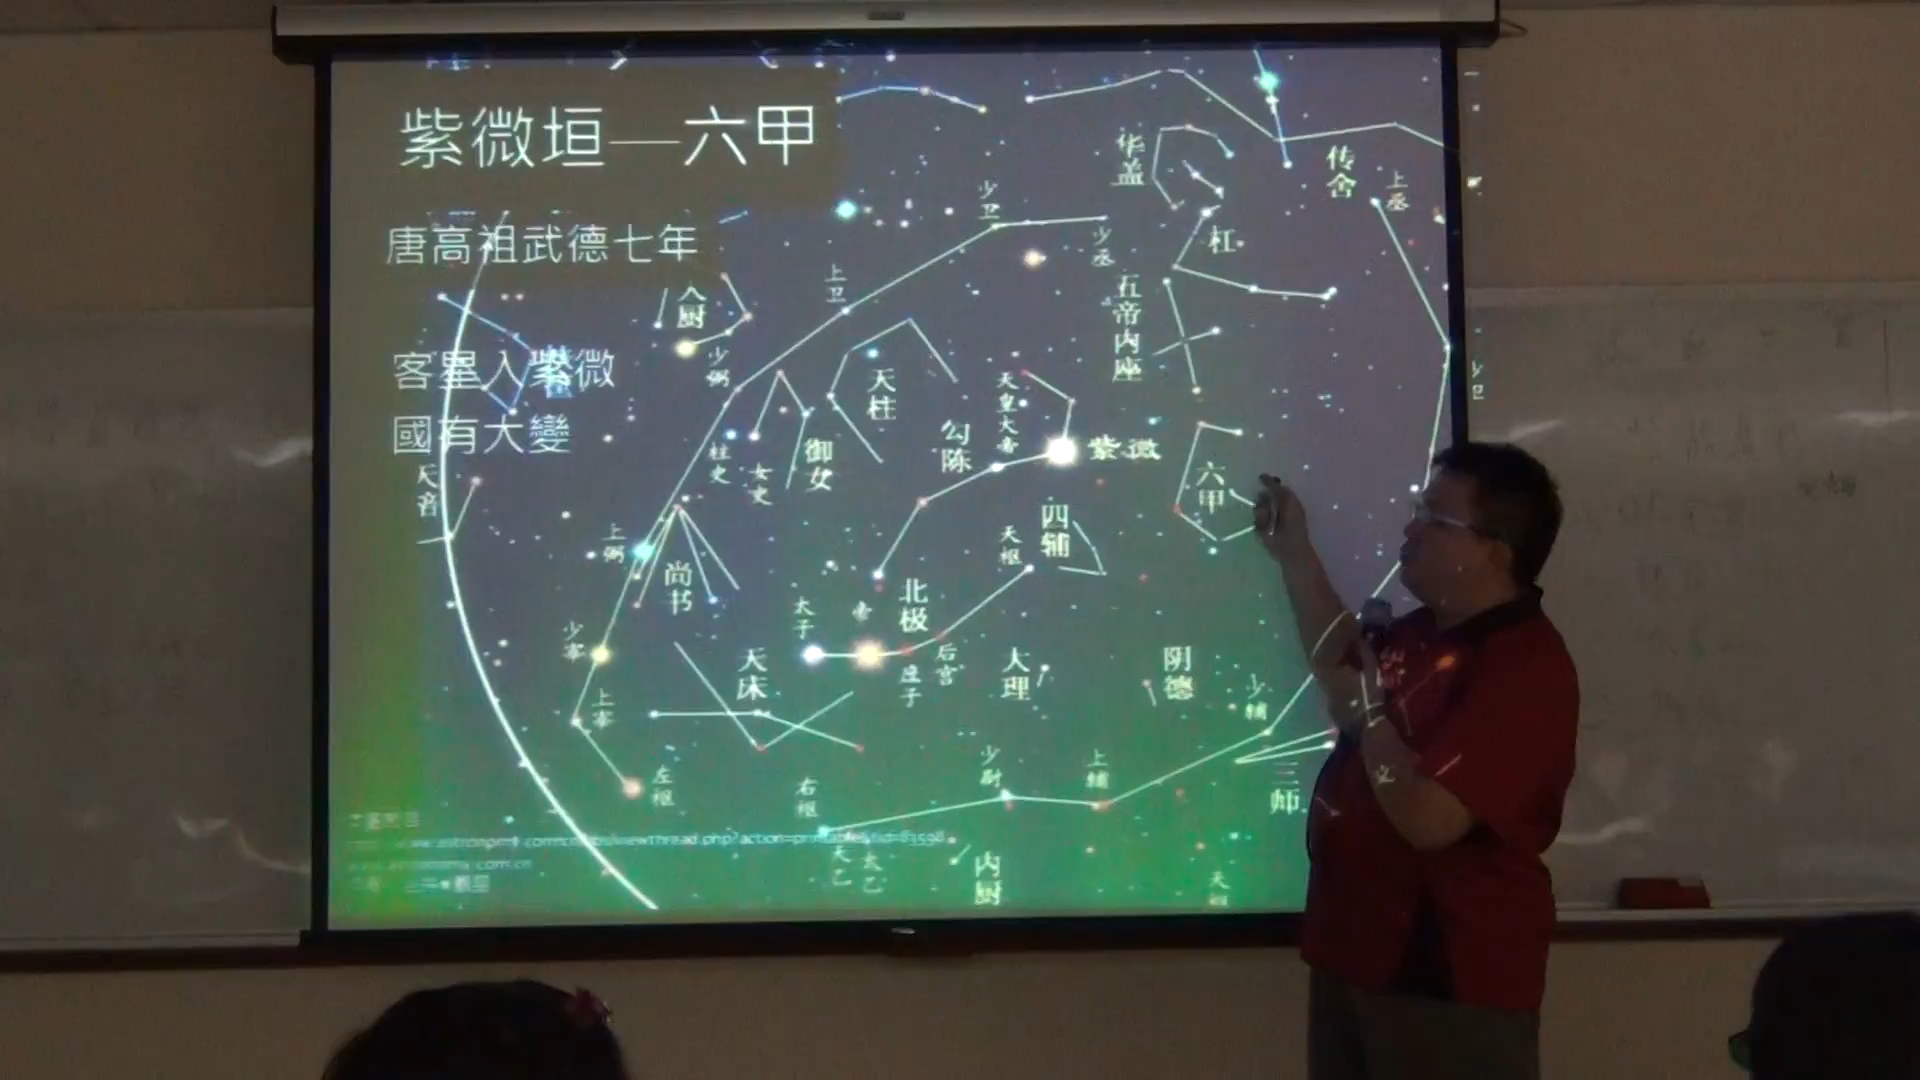 紫微垣—六甲
唐高祖武德七年
客星入紫微
國有大變
华盖
传舍
上丞
少卫
少丞
杠
上卫
五帝内座
厨
少弼
天柱
天皇大帝
勾陈
紫微
柱史
女史
御女
六甲
四辅
天枢
上弼
尚书
北极
太子
帝
少宰
天床
庶子
后宫
大理
阴德
少辅
上宰
左枢
右枢
少尉
上辅
三师
天乙
太乙
内厨
少卫